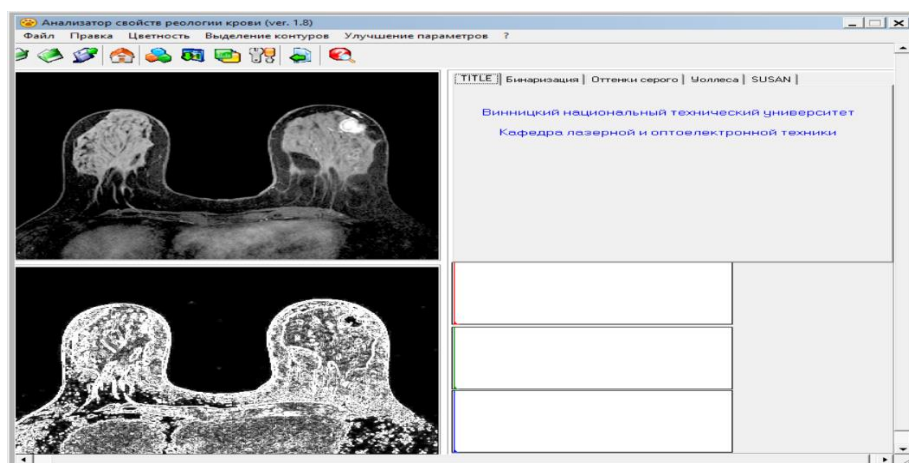 Анализатор свойств реологии крови (ver. 1.8)
Файл Правка Цветность Выделение контуров Улучшение параметров ?
TITLE Бинаризация Оттенки серого Уоллеса SUSAN
Винницкий национальный технический университет
Кафедра лазерной и оптоелектронной техники